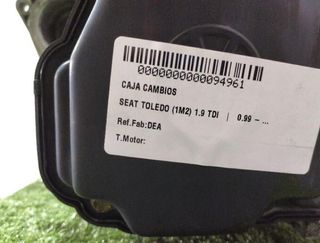 0000000000094961
CAJA CAMBIOS
SEAT TOLEDO (1M2) 1.9 TDI | 0.99 – ...
Ref.Fab:DEA
T.Motor: